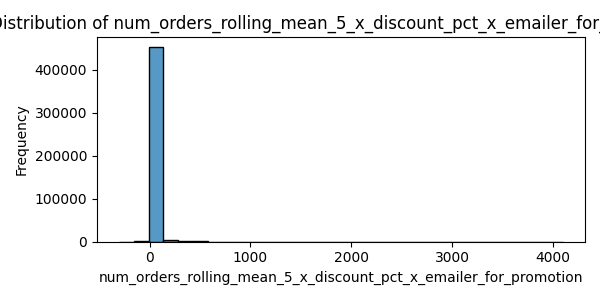 Distribution of num_orders_rolling_mean_5_x_discount_pct_x_emailer_for_
400000
300000
200000
100000
0
Frequency
0 1000 2000 3000 4000
num_orders_rolling_mean_5_x_discount_pct_x_emailer_for_promotion